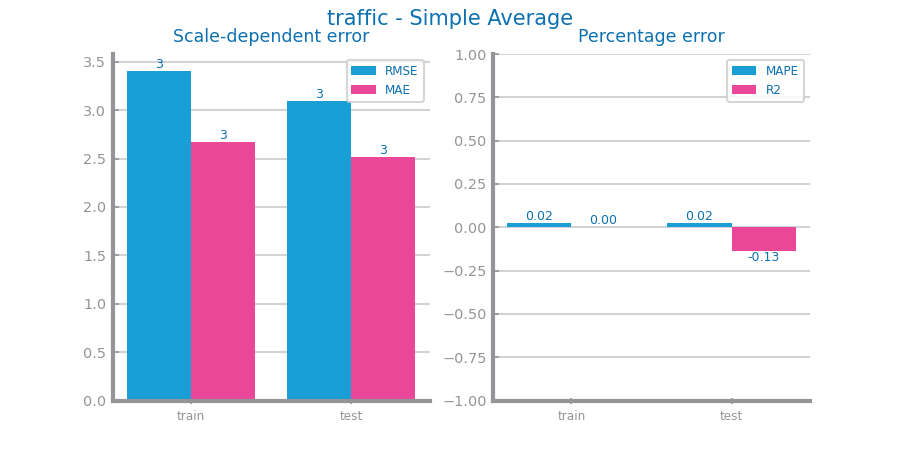 traffic - Simple Average
Scale-dependent error
3.5
3.0
2.5
2.0
1.5
1.0
0.5
0.0
3
3
3
3
RMSE
MAE
train
test
Percentage error
1.00
0.75
0.50
0.25
0.00
−0.25
−0.50
−0.75
−1.00
0.02
0.00
0.02
-0.13
MAPE
R2
train
test